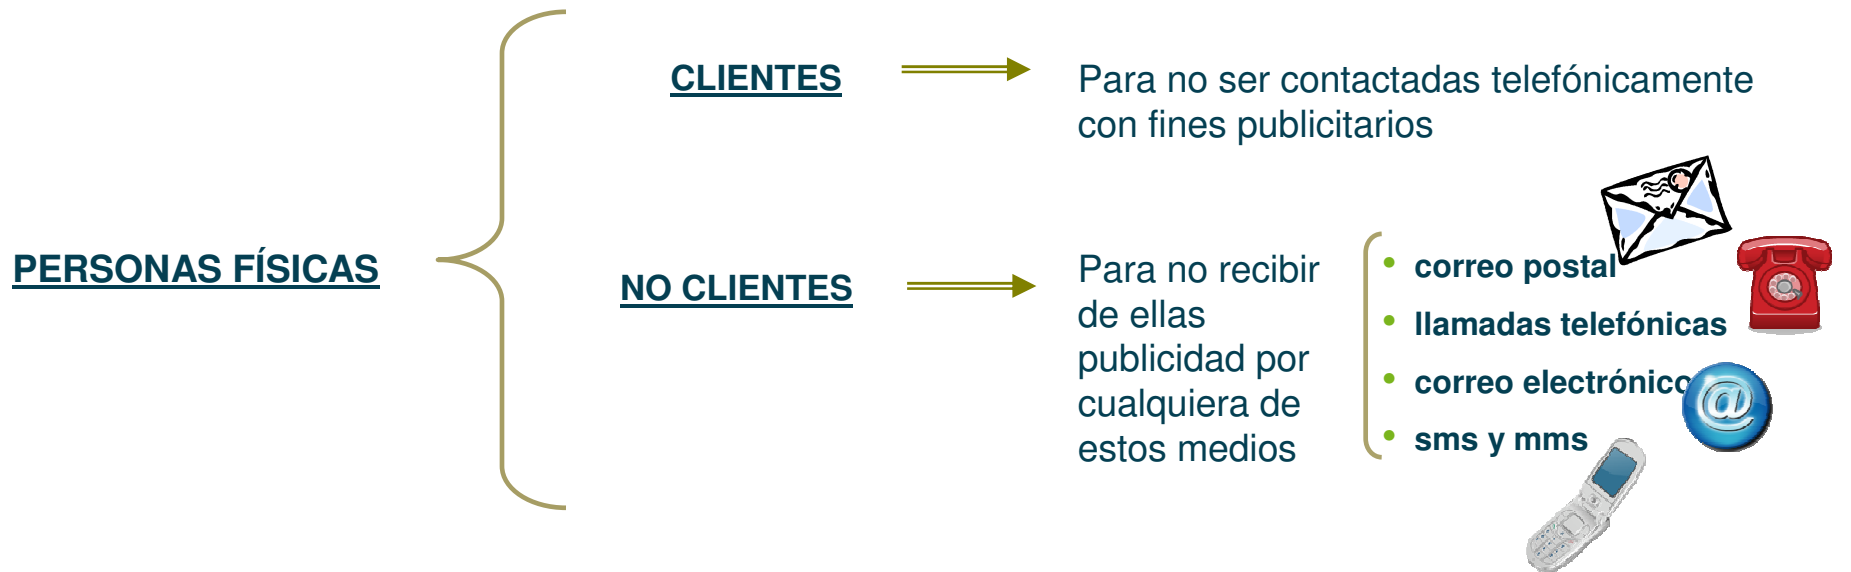 PERSONAS FÍSICAS
CLIENTES
Para no ser contactadas telefónicamente
con fines publicitarios
NO CLIENTES
Para no recibir
de ellas
publicidad por
cualquiera de
estos medios
• correo postal
• llamadas telefónicas
• correo electrónico
• sms y mms
@